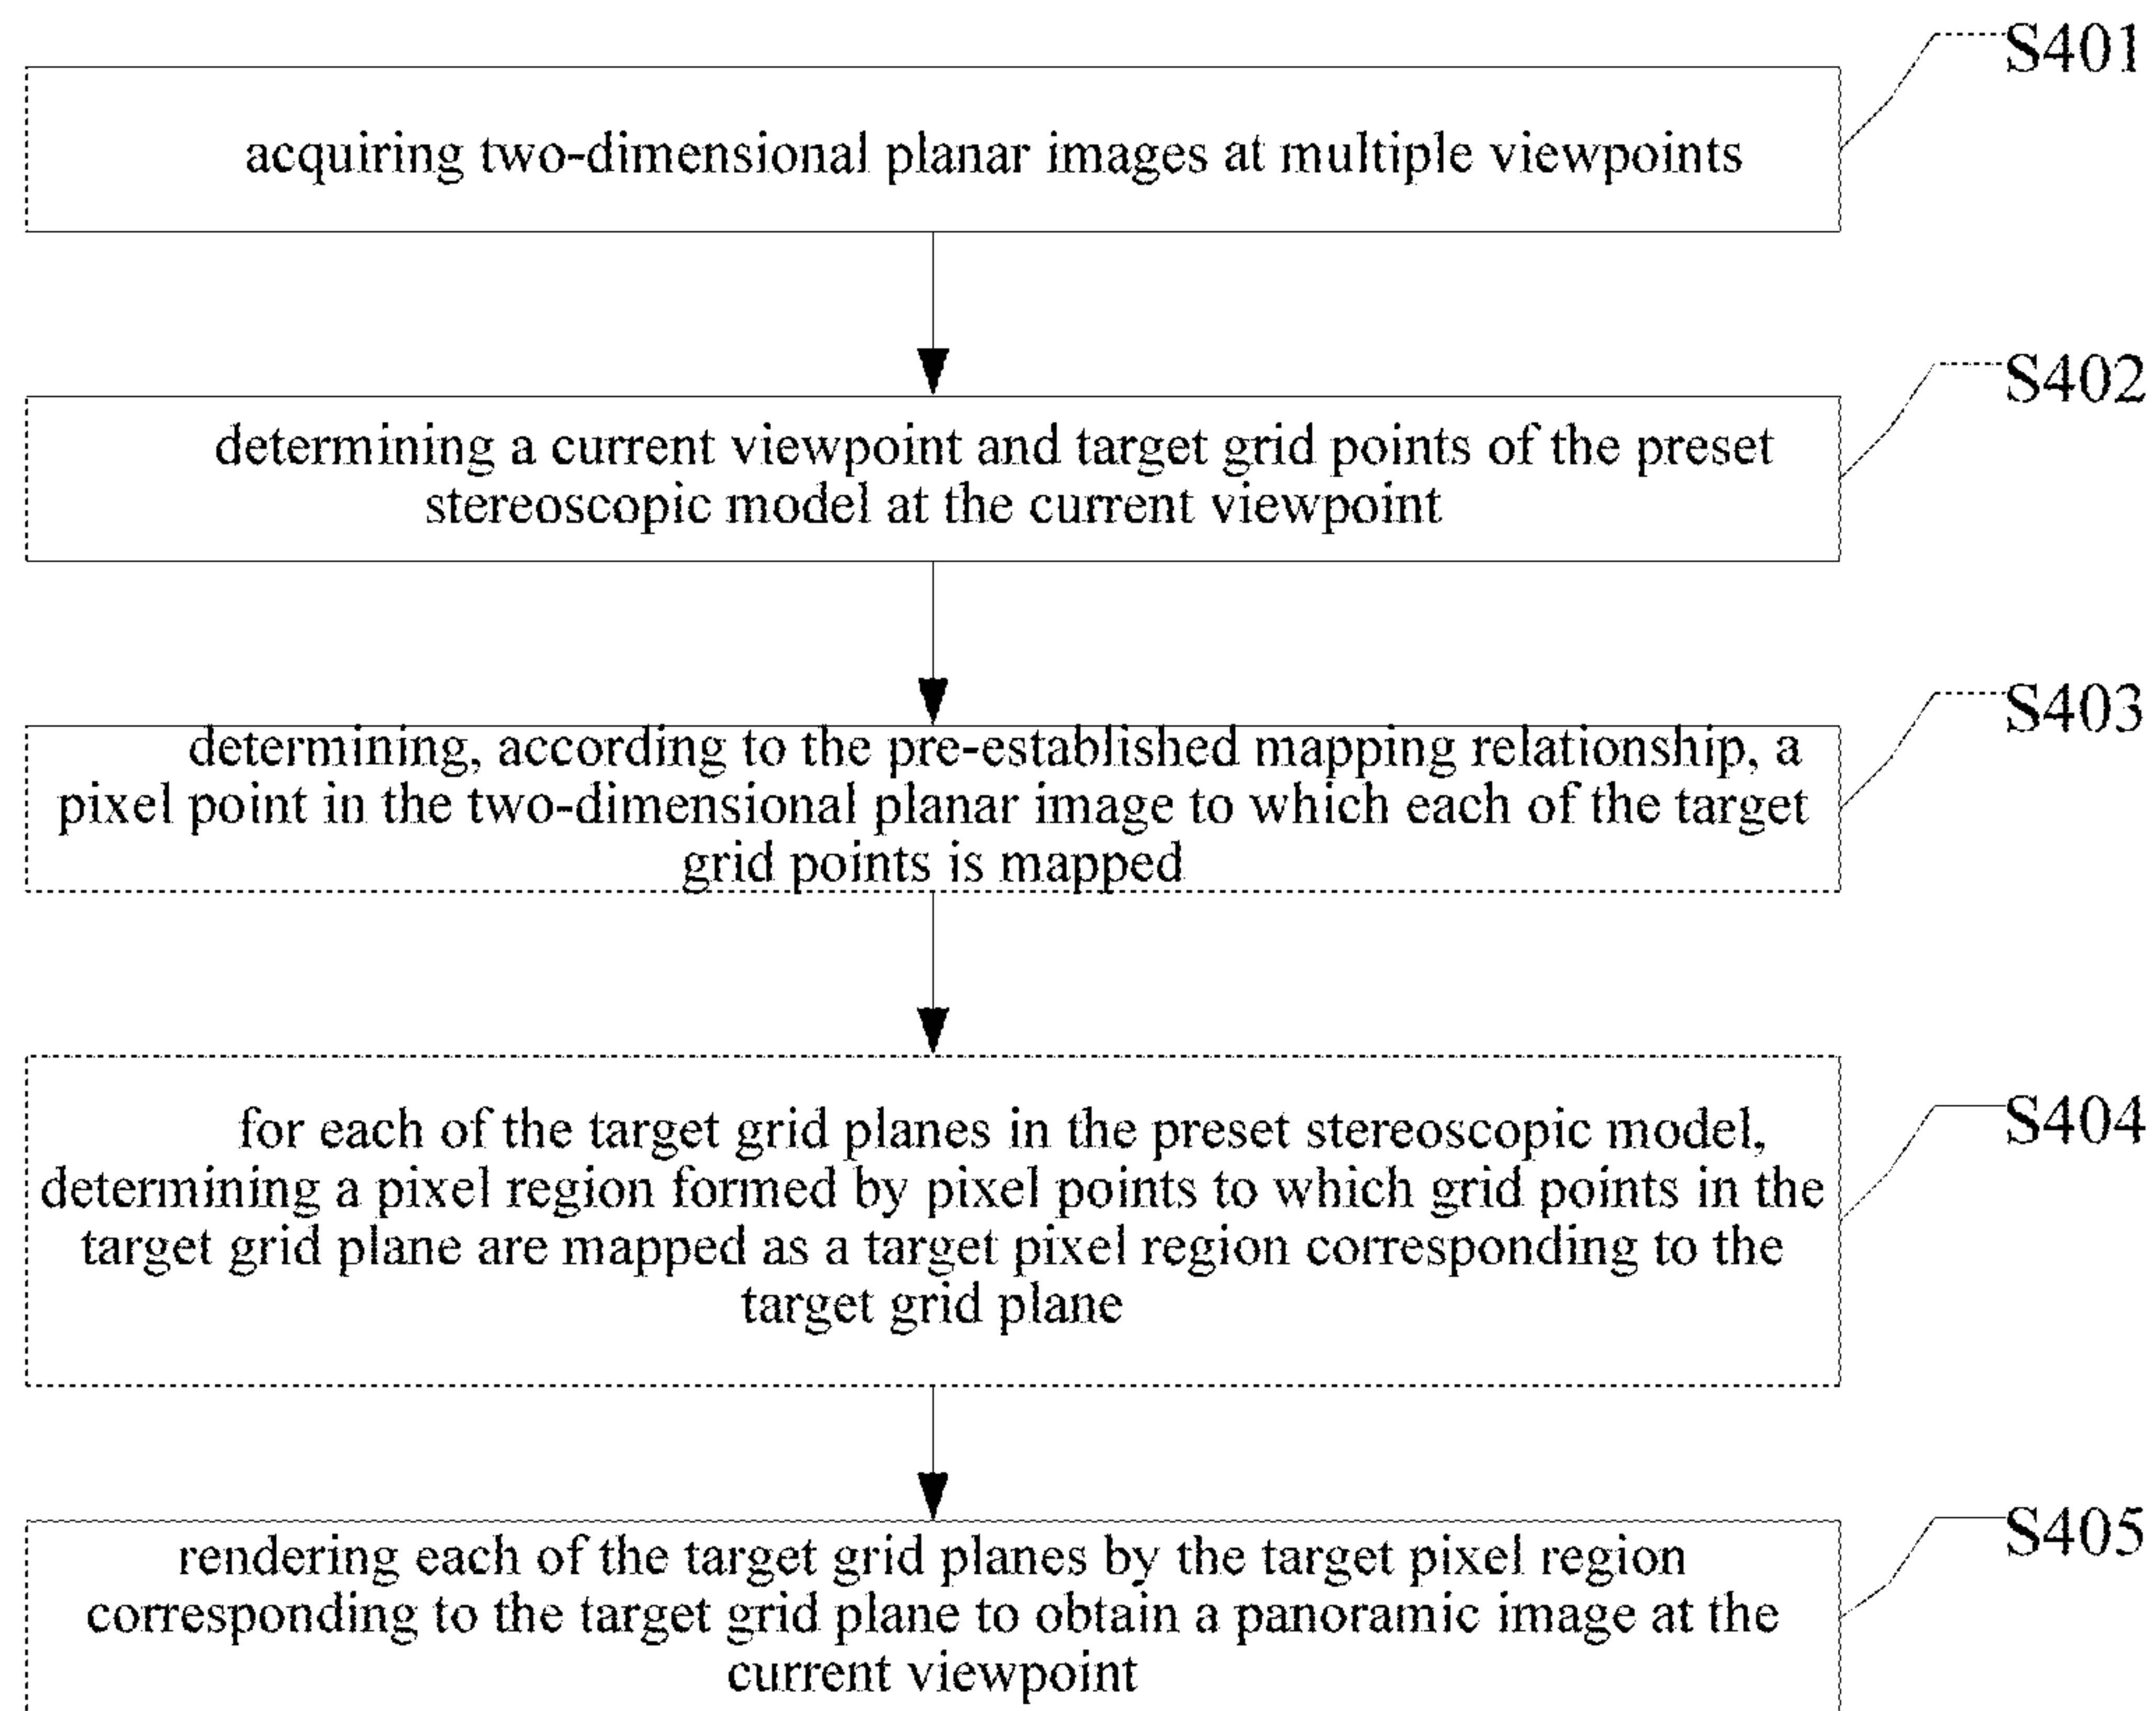 S401
acquiring two-dimensional planar images at multiple viewpoints
S402
determining a current viewpoint and target grid points of the preset
stereoscopic model at the current viewpoint
S403
determining, according to the pre-established mapping relationship, a
pixel point in the two-dimensional planar image to which each of the target
grid points is mapped
S404
for each of the target grid planes in the preset stereoscopic model,
determining a pixel region formed by pixel points to which grid points in the
target grid plane are mapped as a target pixel region corresponding to the
target grid plane
S405
rendering each of the target grid planes by the target pixel region
corresponding to the target grid plane to obtain a panoramic image at the
current viewpoint